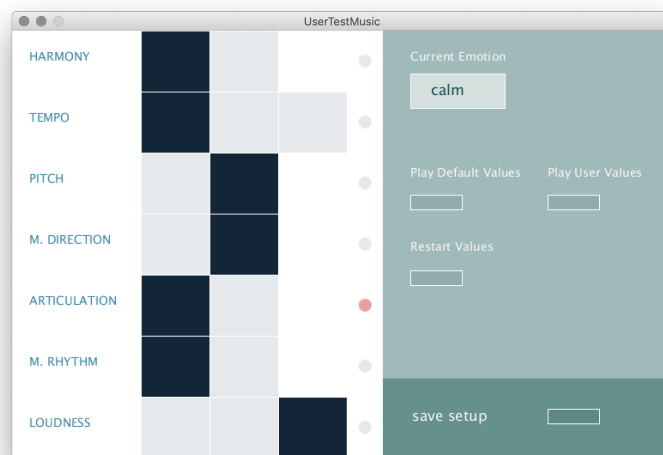 UserTestMusic
HARMONY
TEMPO
PITCH
M. DIRECTION
ARTICULATION
M. RHYTHM
LOUDNESS
Current Emotion
calm
Play Default Values
Play User Values
Restart Values
save setup